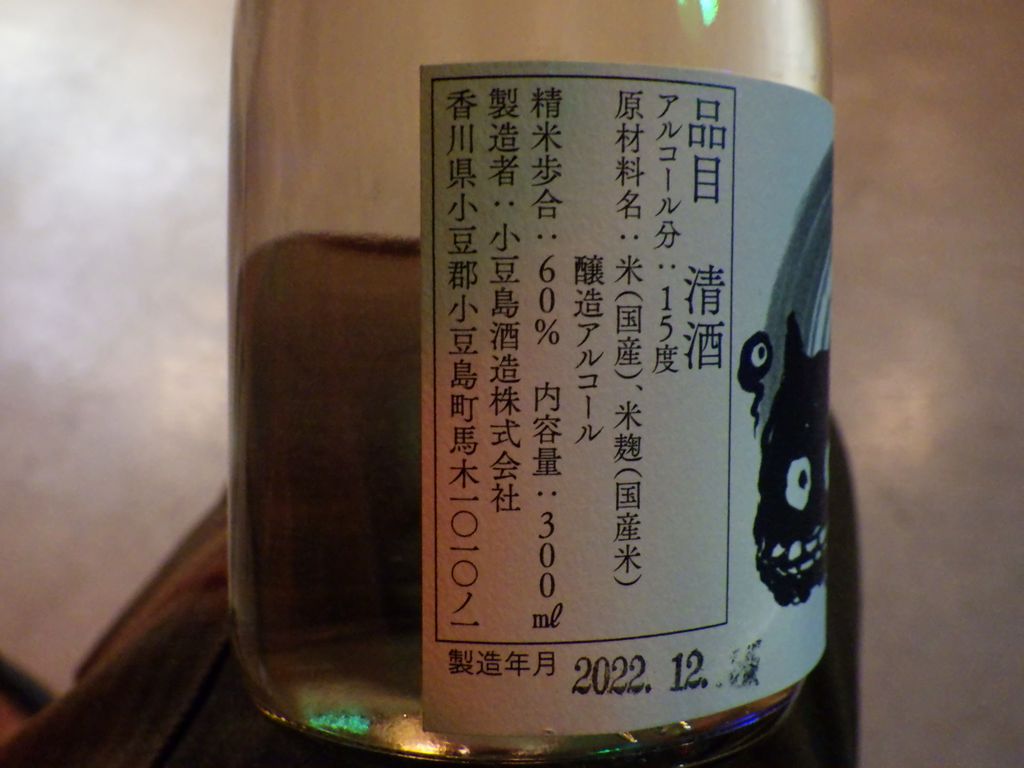 品目 清酒
アルコール分：15度
原材料名：米(国産)、米麹(国産米)
醸造アルコール
精米歩合：60% 内容量：300ml
製造者：小豆島酒造株式会社
香川県小豆郡小豆島町馬木一〇一〇ノ一
製造年月 2022.12.